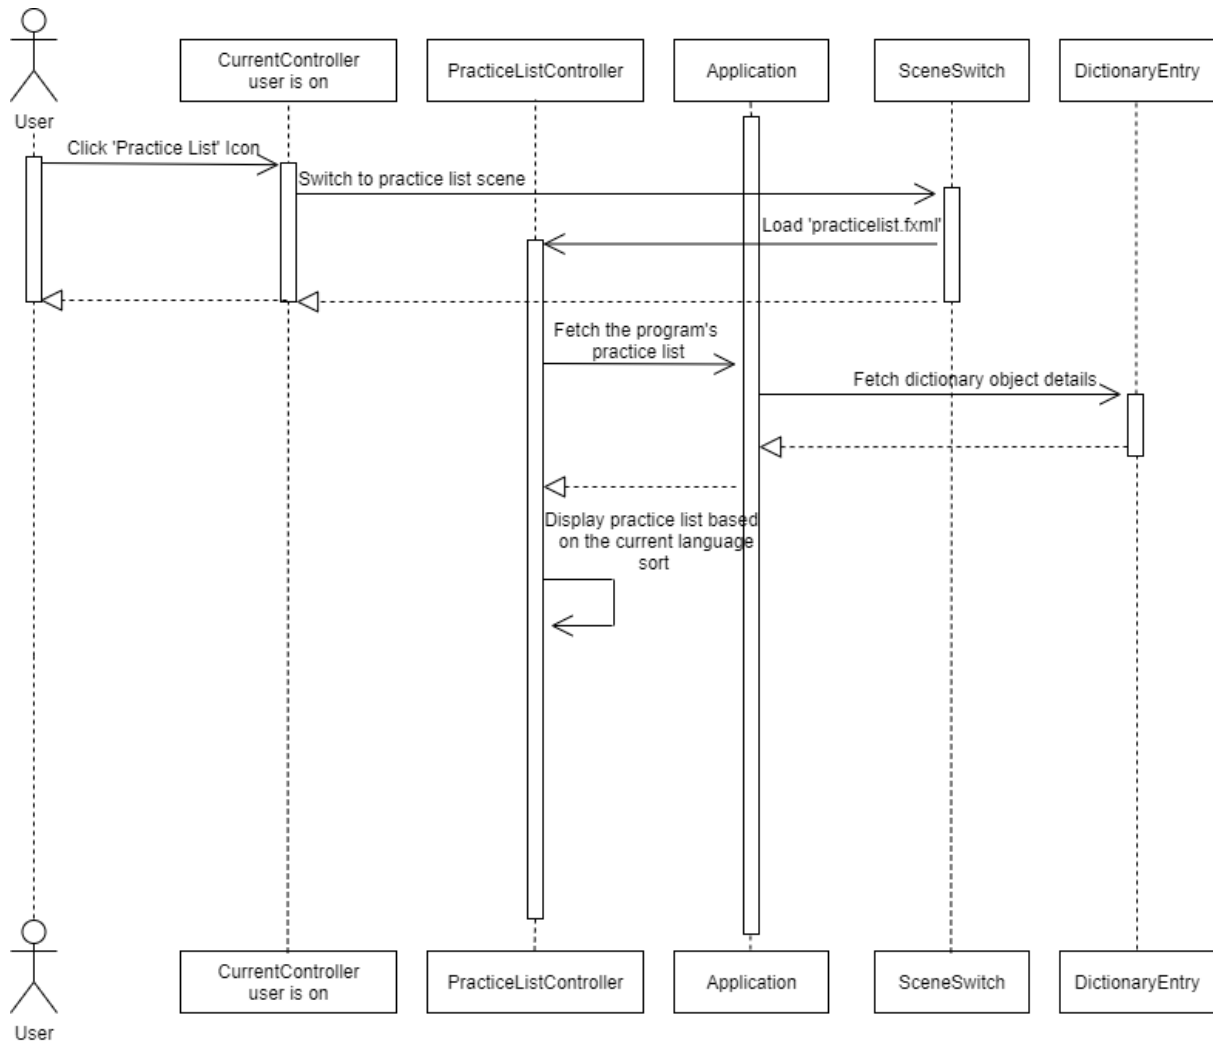 CurrentController
user is on
PracticeListController
Application
SceneSwitch
DictionaryEntry
User
Click 'Practice List' Icon
Switch to practice list scene
Load 'practicelist.fxml'
Fetch the program's
practice list
Fetch dictionary object details
Display practice list based
on the current language
sort
CurrentController
user is on
PracticeListController
Application
SceneSwitch
DictionaryEntry
User